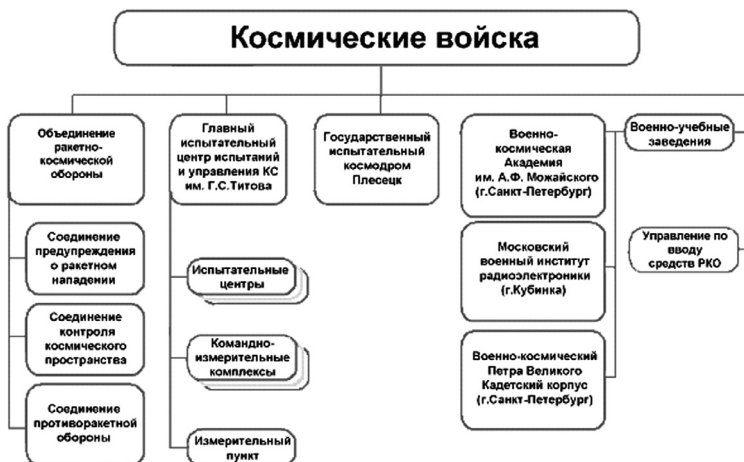 Космические войска
Объединение
ракетно-
космической
обороны
Соединение
предупреждения
о ракетном
нападении
Соединение
контроля
космического
пространства
Соединение
противоракетной
обороны
Главный
испытательный
центр испытаний
и управления КС
им. Г.С.Титова
Испытательные
центры
Командно-
измерительные
комплексы
Измерительный
пункт
Государственный
испытательный
космодром
Плесецк
Военно-
космическая
Академия
им. А.Ф. Можайского
(г.Санкт-Петербург)
Московский
военный институт
радиоэлектроники
(г.Кубинка)
Военно-космический
Петра Великого
Кадетский корпус
(г.Санкт-Петербург)
Военно-учебные
заведения
Управление по
вводу
средств РКО